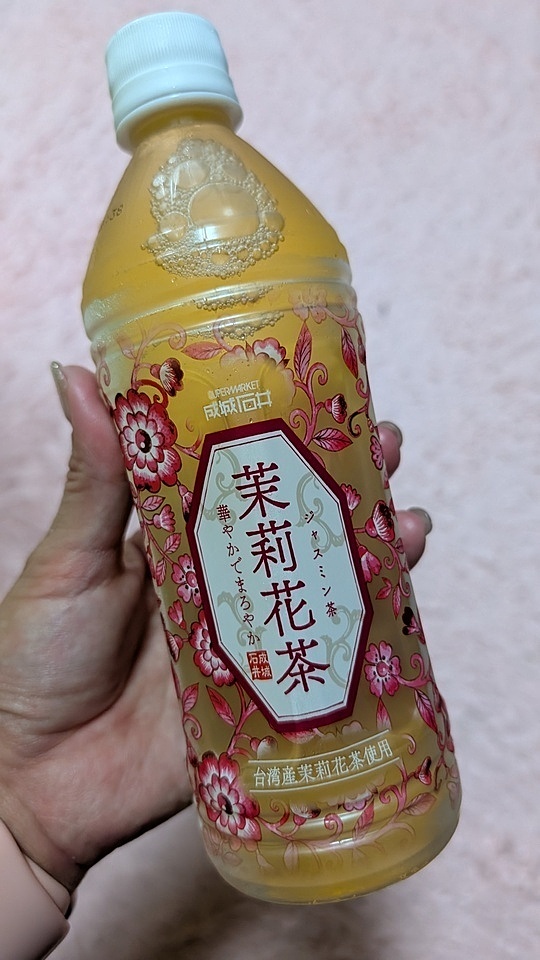 SUPERMARKET
成城石井
茉莉花茶
ジャスミン茶
華やかでまろやか
成城石井
台湾産茉莉花茶使用